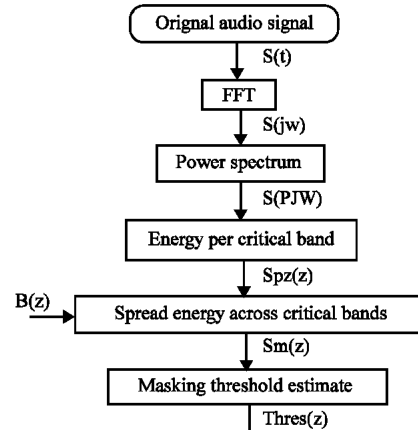 Orignal audio signal
S(t)
FFT
S(jw)
Power spectrum
S(PJW)
Energy per critical band
Spz(z)
B(z)
Spread energy across critical bands
Sm(z)
Masking threshold estimate
Thres(z)